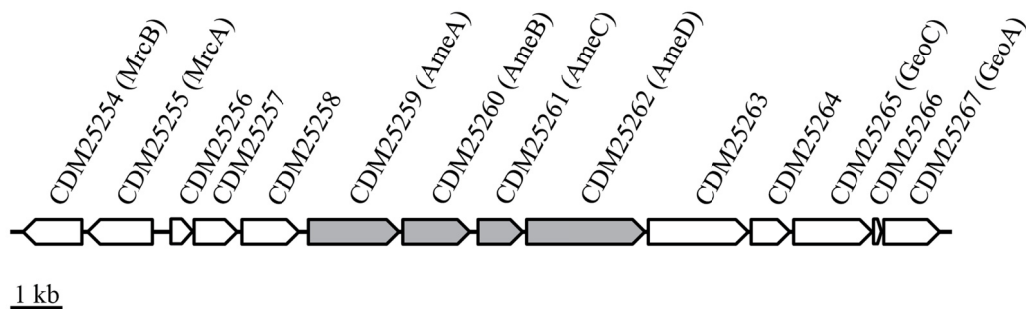 CDM25254 (MrcB)
CDM25255 (MrcA)
CDM25256
CDM25257
CDM25258
CDM25259 (AmeA)
CDM25260 (AmeB)
CDM25261 (AmeC)
CDM25262 (AmeD)
CDM25263
CDM25264
CDM25265 (GeoC)
CDM25266
CDM25267 (GeoA)
1 kb